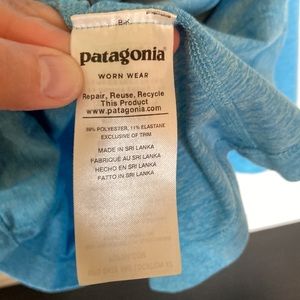 patagonia
WORN WEAR
Repair, Reuse, Recycle
This Product
www.patagonia.com
89% POLYESTER, 11% ELASTANE
EXCLUSIVE OF TRIM
MADE IN SRI LANKA
FABRIQUÉ AU SRI LANKA
HECHO EN SRI LANKA
FATTO IN SRI LANKA